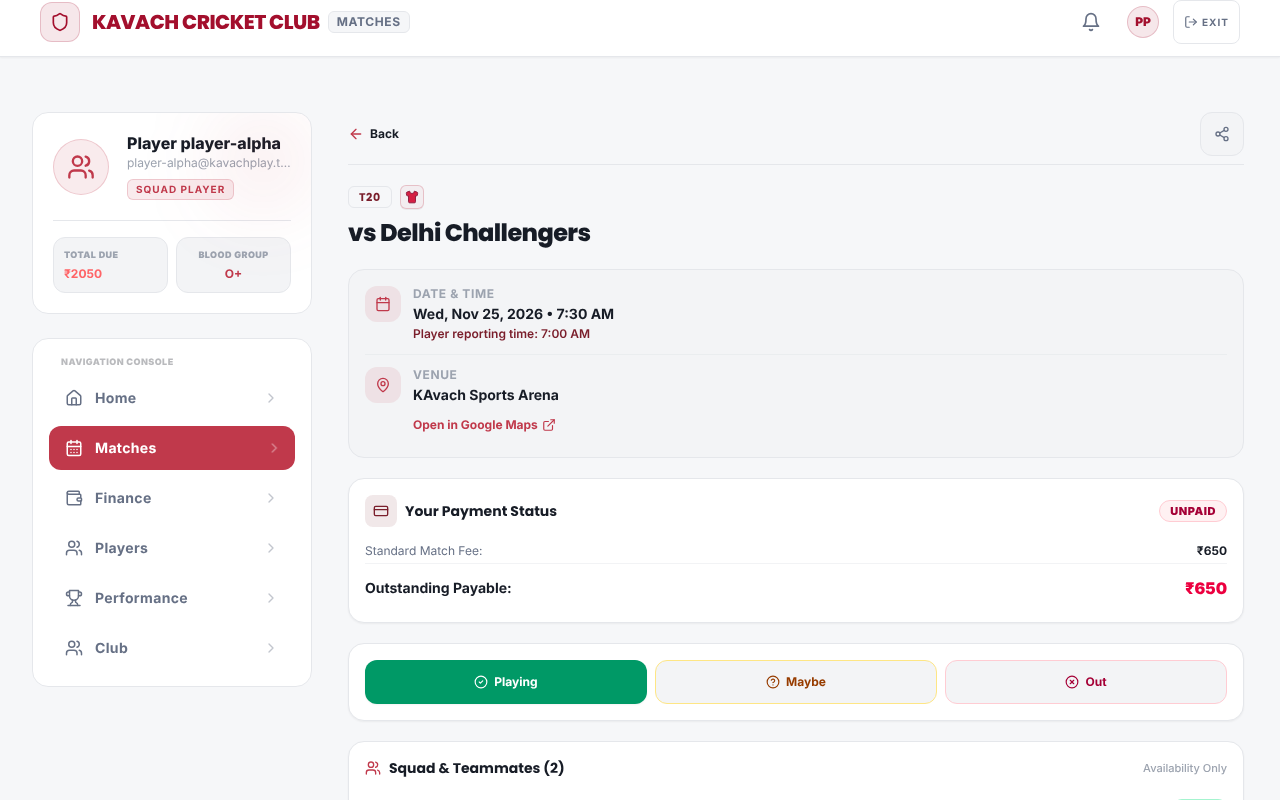 KAVACH CRICKET CLUB
MATCHES
PP
EXIT
Player player-alpha
player-alpha@kavachplay.t...
SQUAD PLAYER
TOTAL DUE
₹2050
BLOOD GROUP
O+
NAVIGATION CONSOLE
Home
Matches
Finance
Players
Performance
Club
Back
T20
vs Delhi Challengers
DATE & TIME
Wed, Nov 25, 2026 • 7:30 AM
Player reporting time: 7:00 AM
VENUE
KAvach Sports Arena
Open in Google Maps
Your Payment Status
UNPAID
Standard Match Fee:
₹650
Outstanding Payable:
₹650
Playing
Maybe
Out
Squad & Teammates (2)
Availability Only